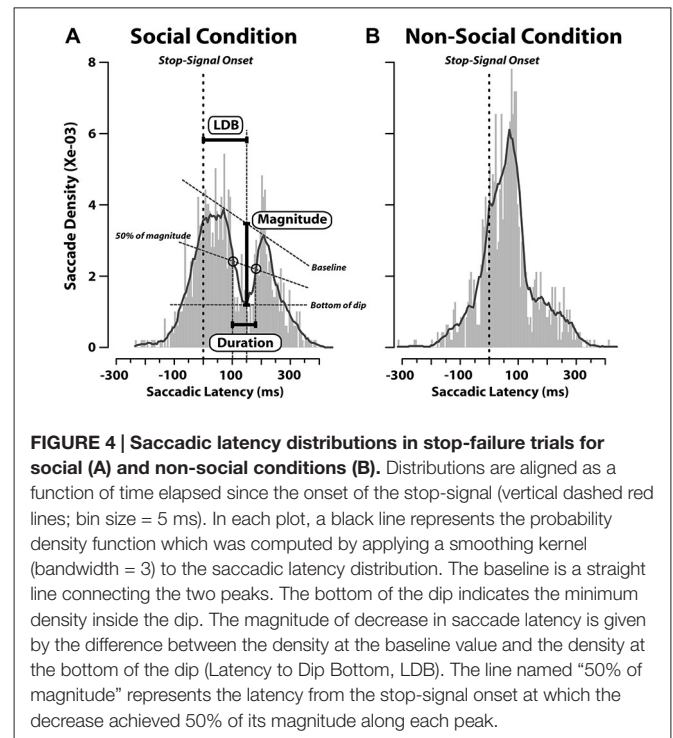 A Social Condition
B Non-Social Condition
Stop-Signal Onset
Stop-Signal Onset
Saccade Density (Xe-03)
8
6
4
2
0
LDB
Magnitude
50% of magnitude
Baseline
Bottom of dip
Duration
-300 -100 100 300
Saccadic Latency (ms)
-300 -100 100 300
Saccadic Latency (ms)
FIGURE 4 | Saccadic latency distributions in stop-failure trials for
social (A) and non-social conditions (B). Distributions are aligned as a
function of time elapsed since the onset of the stop-signal (vertical dashed red
lines; bin size = 5 ms). In each plot, a black line represents the probability
density function which was computed by applying a smoothing kernel
(bandwidth = 3) to the saccadic latency distribution. The baseline is a straight
line connecting the two peaks. The bottom of the dip indicates the minimum
density inside the dip. The magnitude of decrease in saccade latency is given
by the difference between the density at the baseline value and the density at
the bottom of the dip (Latency to Dip Bottom, LDB). The line named “50% of
magnitude” represents the latency from the stop-signal onset at which the
decrease achieved 50% of its magnitude along each peak.